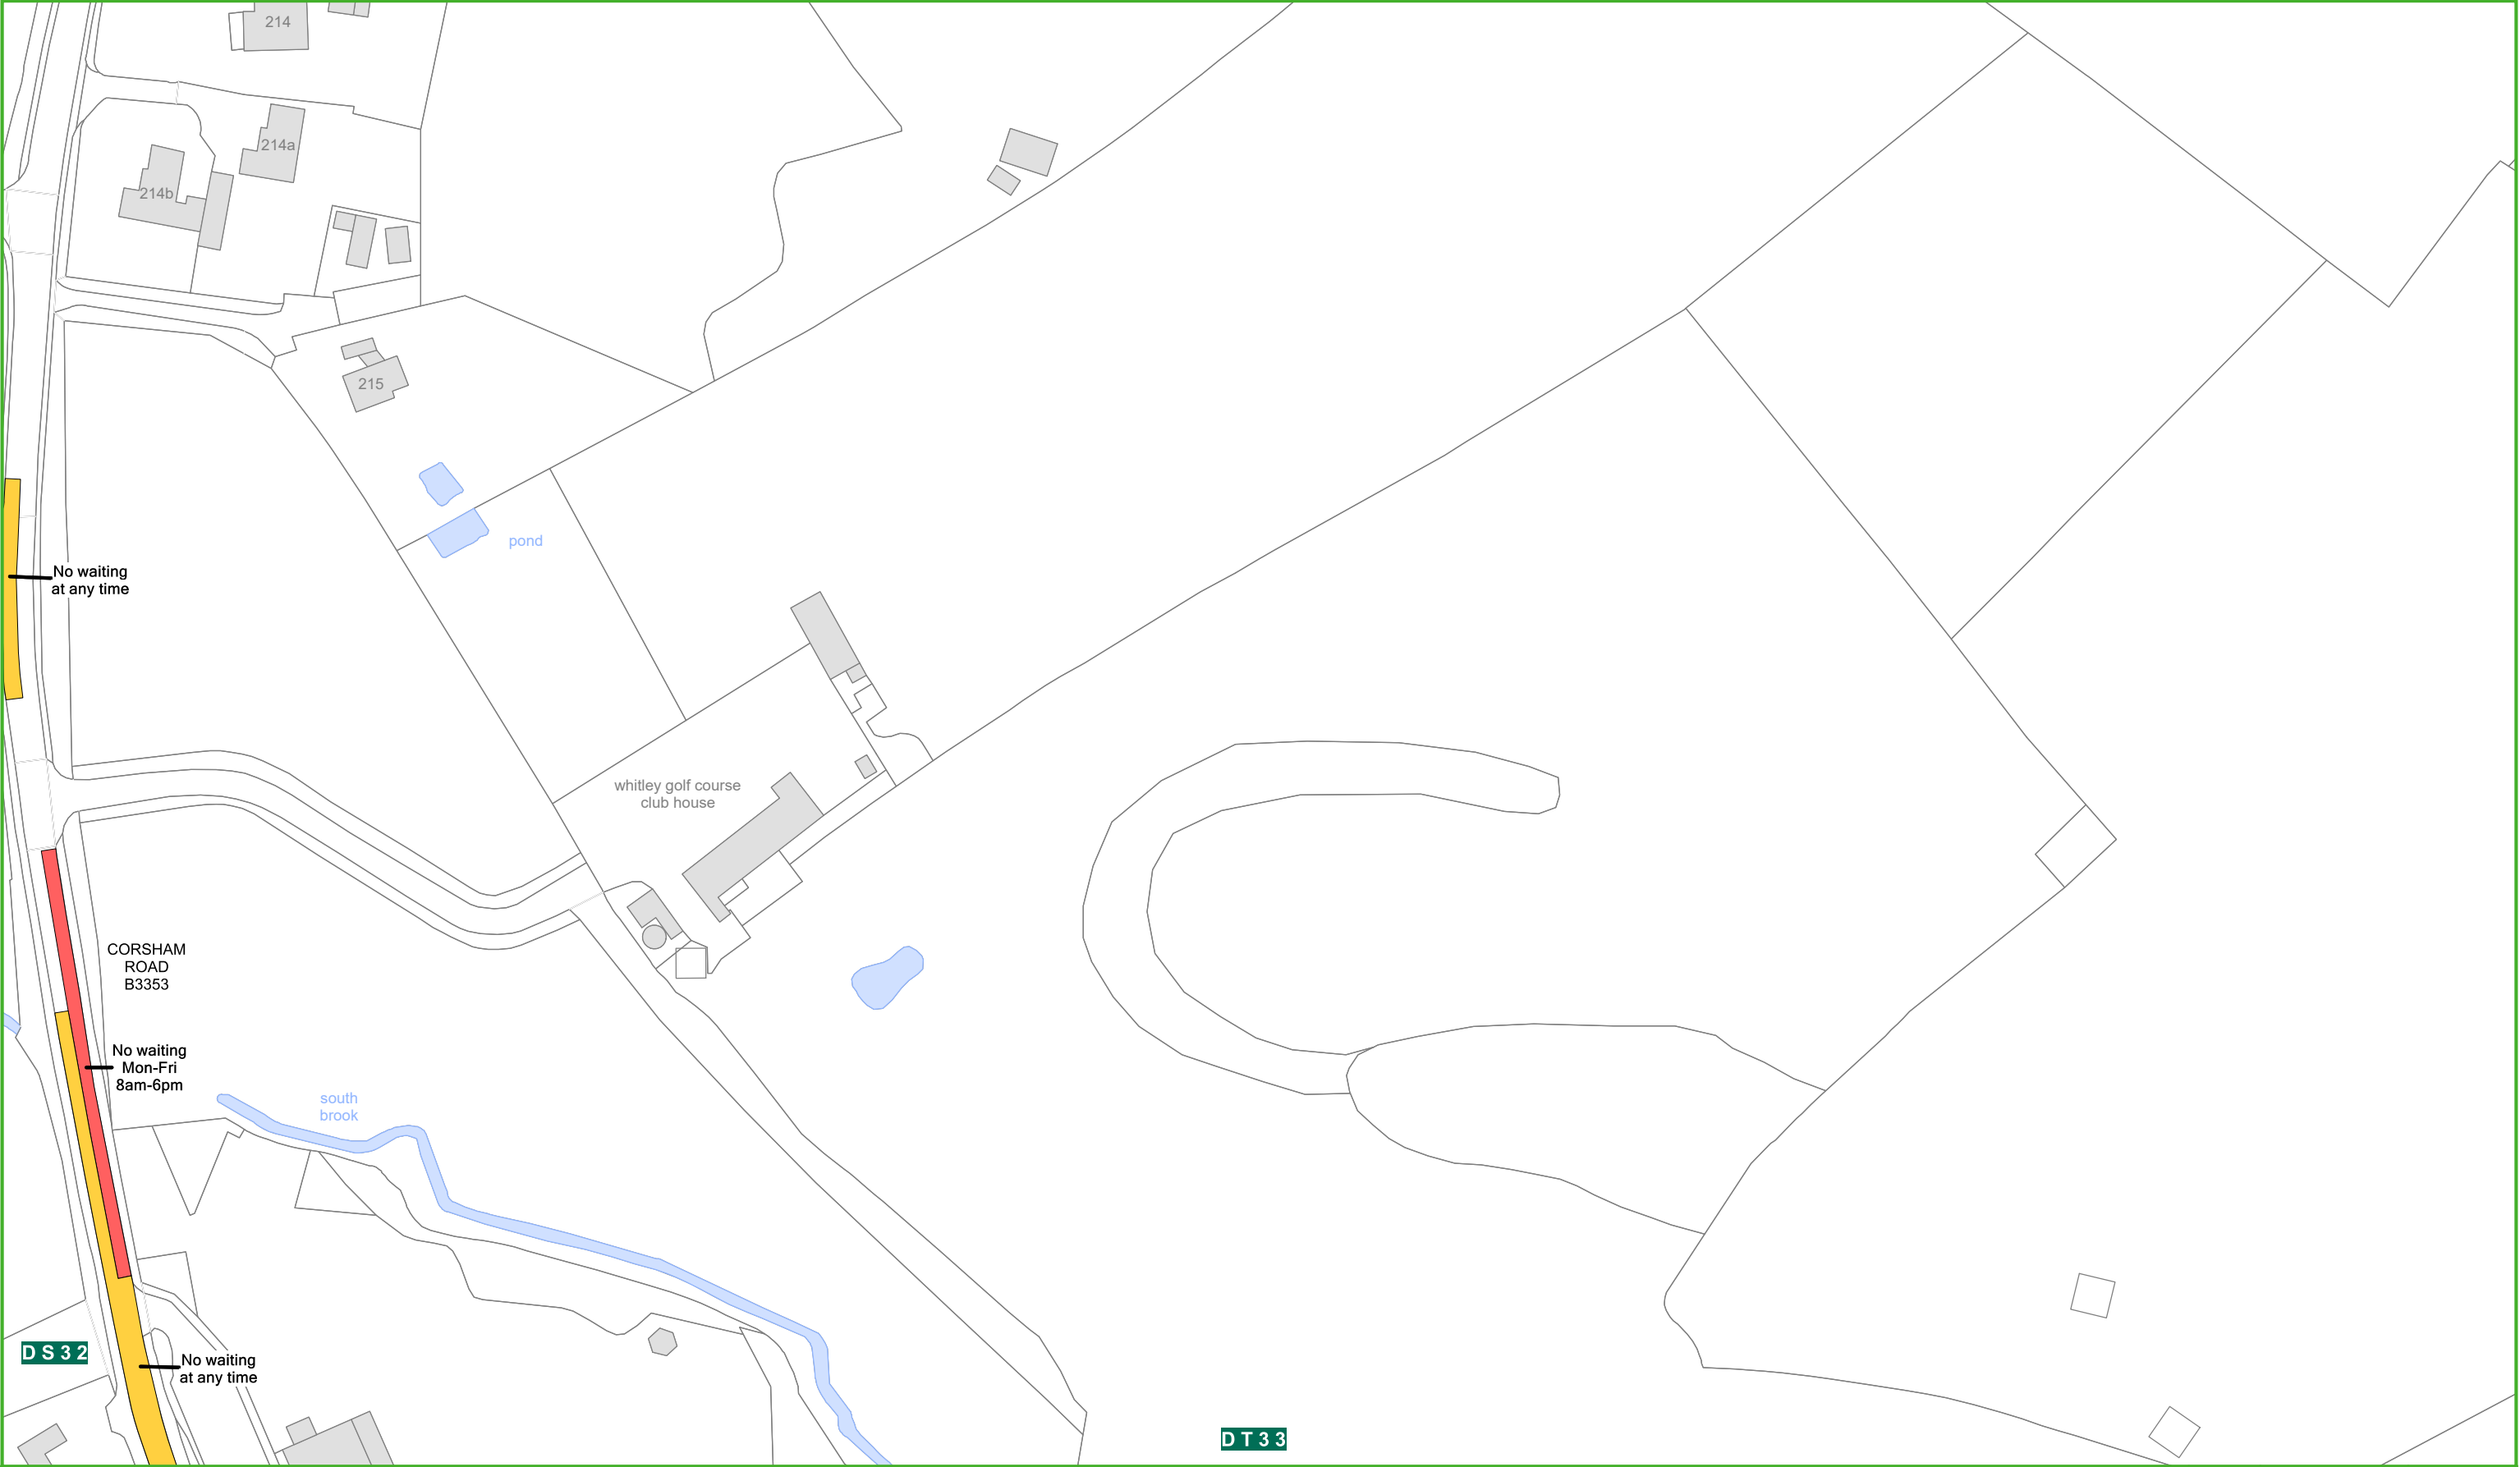 214
214a
214b
215
pond
No waiting
at any time
whitley golf course
club house
CORSHAM
ROAD
B3353
No waiting
Mon-Fri
8am-6pm
south
brook
DS32
No waiting
at any time
DT33